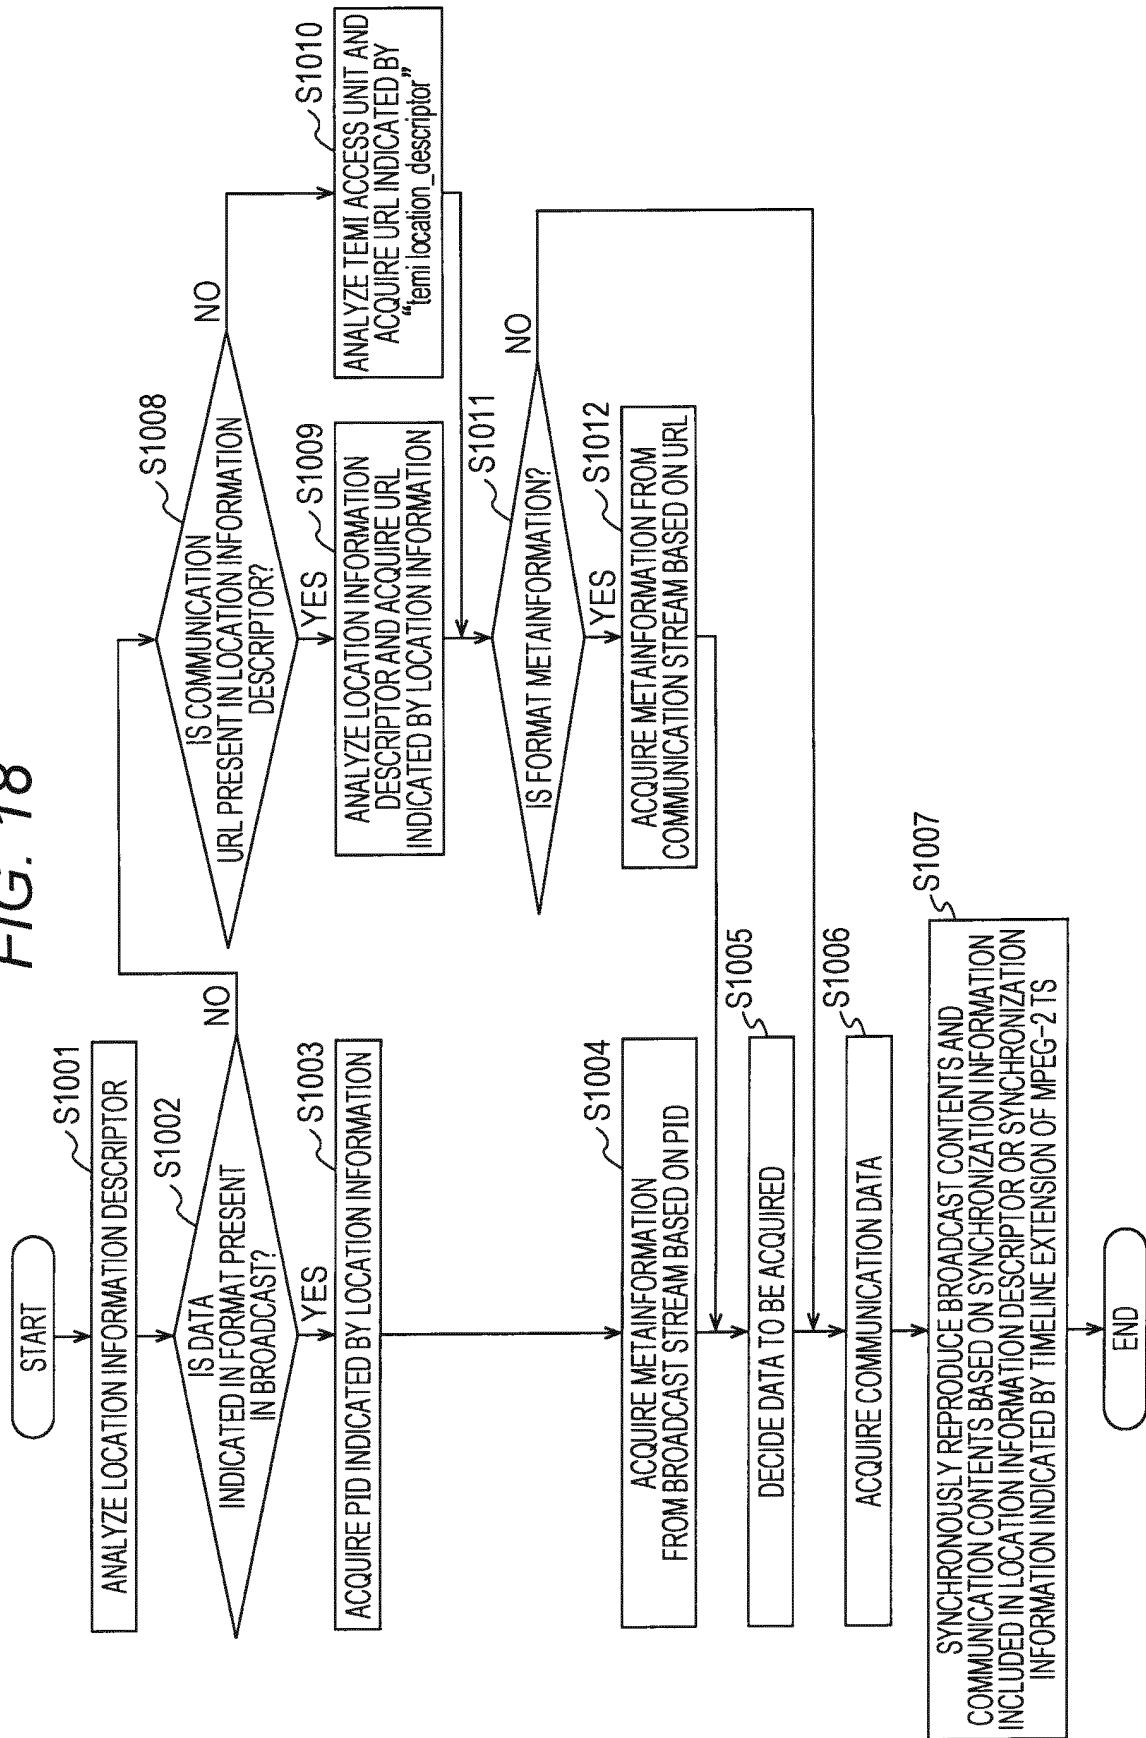 FIG. 18
START
S1001
ANALYZE LOCATION INFORMATION DESCRIPTOR
S1002
IS DATA
INDICATED IN FORMAT PRESENT
IN BROADCAST?
NO
YES
S1003
ACQUIRE PID INDICATED BY LOCATION INFORMATION
S1004
ACQUIRE METAINFORMATION
FROM BROADCAST STREAM BASED ON PID
S1005
DECIDE DATA TO BE ACQUIRED
S1006
ACQUIRE COMMUNICATION DATA
S1007
SYNCHRONOUSLY REPRODUCE BROADCAST CONTENTS AND
COMMUNICATION CONTENTS BASED ON SYNCHRONIZATION INFORMATION
INCLUDED IN LOCATION INFORMATION DESCRIPTOR OR SYNCHRONIZATION
INFORMATION INDICATED BY TIMELINE EXTENSION OF MPEG-2 TS
END
S1008
IS COMMUNICATION
URL PRESENT IN LOCATION INFORMATION
DESCRIPTOR?
NO
YES
S1009
ANALYZE LOCATION INFORMATION
DESCRIPTOR AND ACQUIRE URL
INDICATED BY LOCATION INFORMATION
S1010
ANALYZE TEMI ACCESS UNIT AND
ACQUIRE URL INDICATED BY
“temi location_descriptor”
S1011
IS FORMAT METAINFORMATION?
NO
YES
S1012
ACQUIRE METAINFORMATION FROM
COMMUNICATION STREAM BASED ON URL